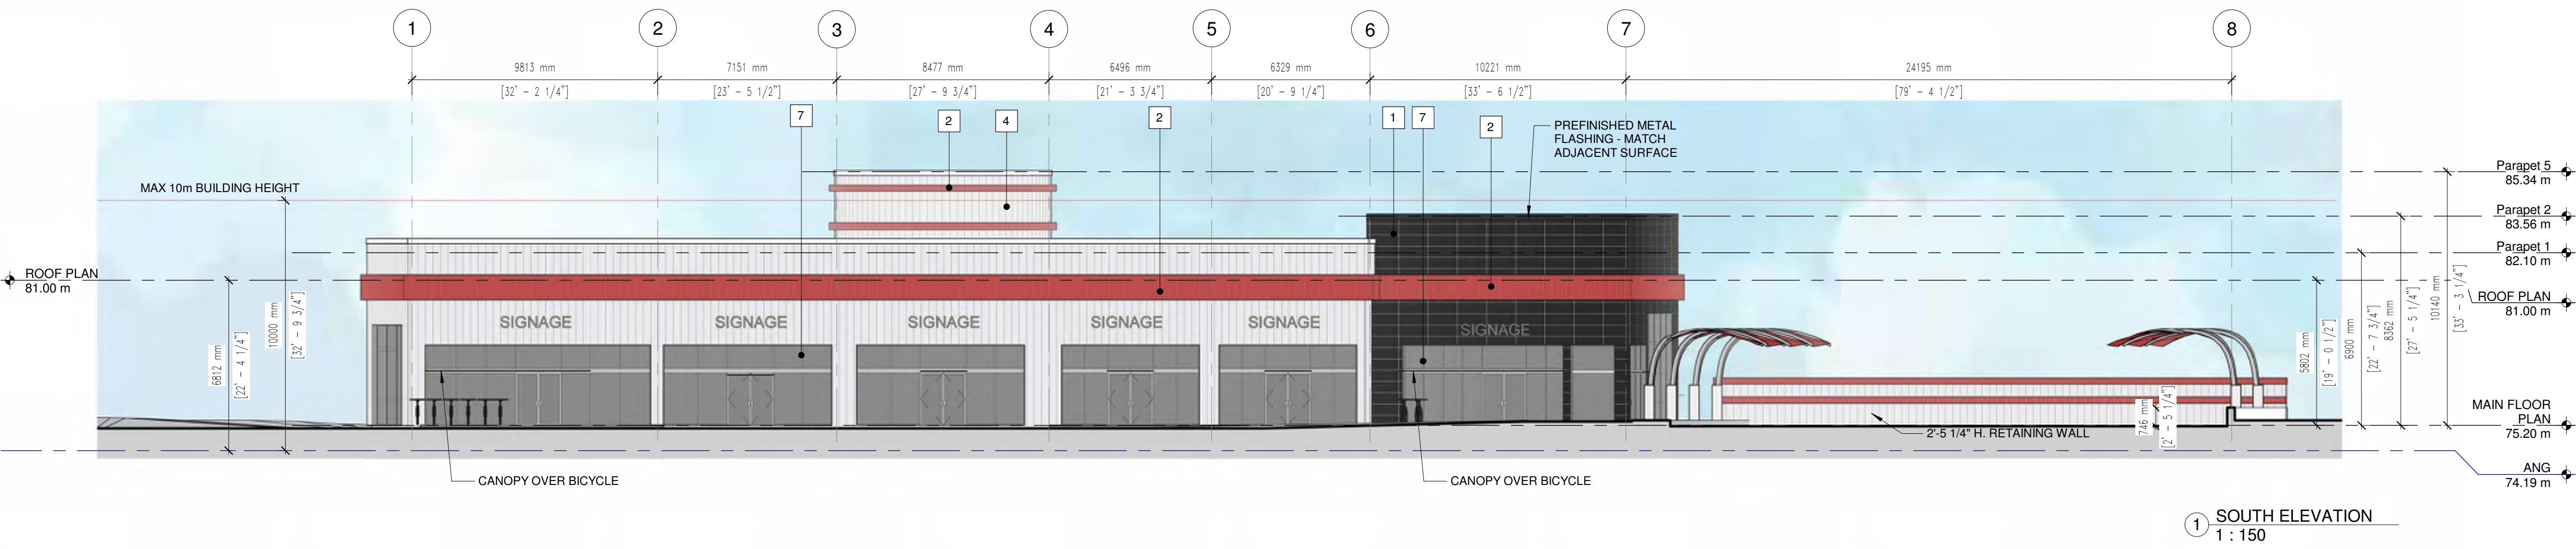 1 2 3 4 5 6 7 8
9813 mm 7151 mm 8477 mm 6496 mm 6329 mm 10221 mm 24195 mm
[32' - 2 1/4"] [23' - 5 1/2"] [27' - 9 3/4"] [21' - 3 3/4"] [20' - 9 1/4"] [33' - 6 1/2"] [79' - 4 1/2"]
7 2 4 2 1 7 2
PREFINISHED METAL
FLASHING - MATCH
ADJACENT SURFACE
MAX 10m BUILDING HEIGHT
Parapet 5
85.34 m
Parapet 2
83.56 m
Parapet 1
82.10 m
ROOF PLAN
81.00 m
ROOF PLAN
81.00 m
6812 mm
[22' - 4 1/4"]
10000 mm
[32' - 9 3/4"]
SIGNAGE SIGNAGE SIGNAGE SIGNAGE SIGNAGE SIGNAGE
5802 mm
[19' - 0 1/2"]
6900 mm
[22' - 7 3/4"]
8362 mm
[27' - 5 1/4"]
10140 mm
[33' - 3 1/4"]
746 mm
[2' - 5 1/4"]
2'-5 1/4" H. RETAINING WALL
MAIN FLOOR
PLAN
75.20 m
ANG
74.19 m
CANOPY OVER BICYCLE
CANOPY OVER BICYCLE
1 SOUTH ELEVATION
1 : 150